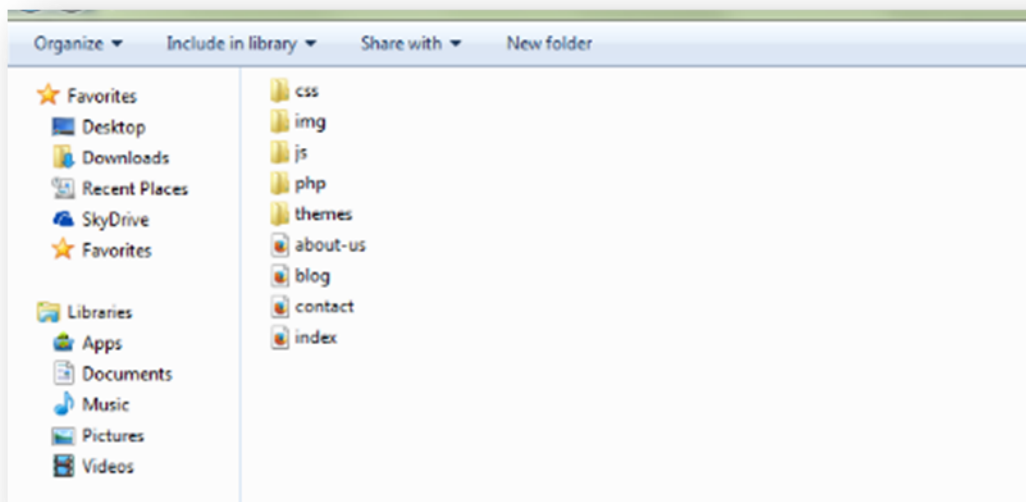 Organize Include in library Share with New folder
Favorites
Desktop
Downloads
Recent Places
SkyDrive
Favorites
Libraries
Apps
Documents
Music
Pictures
Videos
css
img
js
php
themes
about-us
blog
contact
index